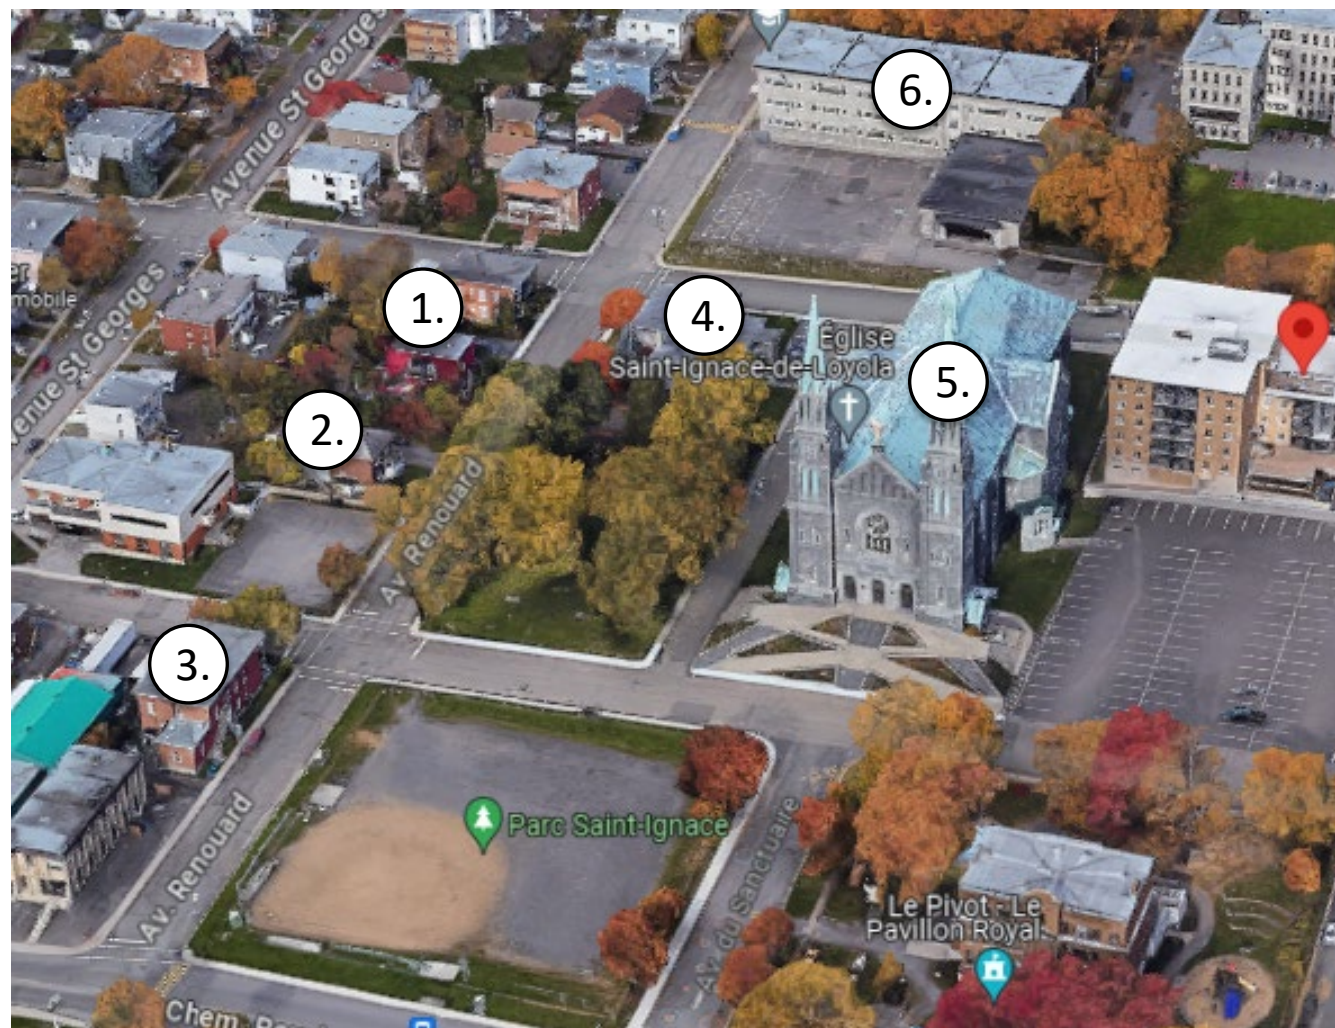 Avenue St Georges
6.
er
mobile
Avenue St Georges
1.
4.
Église
Saint-Ignace-de-Loyola
5.
2.
Av. Renouard
3.
Parc Saint-Ignace
Av. Renouard
Av. du Sanctuaire
Le Pivot - Le
Pavillon Royal
Chem. R